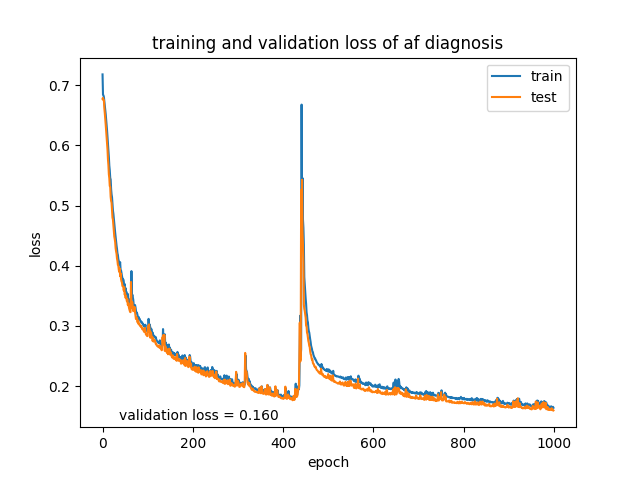 training and validation loss of af diagnosis
train
test
0.7
0.6
0.5
0.4
0.3
0.2
loss
validation loss = 0.160
0
200
400
600
800
1000
epoch